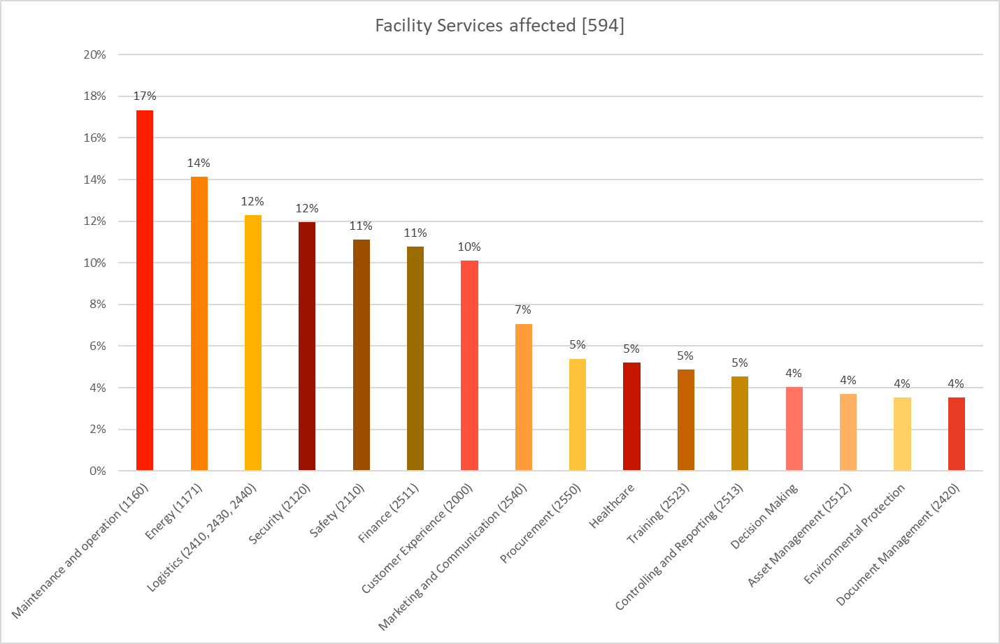 Facility Services affected [594]
20%
18%
16%
14%
12%
10%
8%
6%
4%
2%
0%
17%
14%
12%
12%
11%
11%
10%
7%
5%
5%
5%
5%
4%
4%
4%
4%
Maintenance and operation (1160)
Energy (1171)
Logistics (2410, 2430, 2440)
Security (2120)
Safety (2110)
Finance (2511)
Customer Experience (2000)
Marketing and Communication (2540)
Procurement (2550)
Healthcare
Training (2523)
Controlling and Reporting (2513)
Decision Making
Asset Management (2512)
Environmental Protection
Document Management (2420)